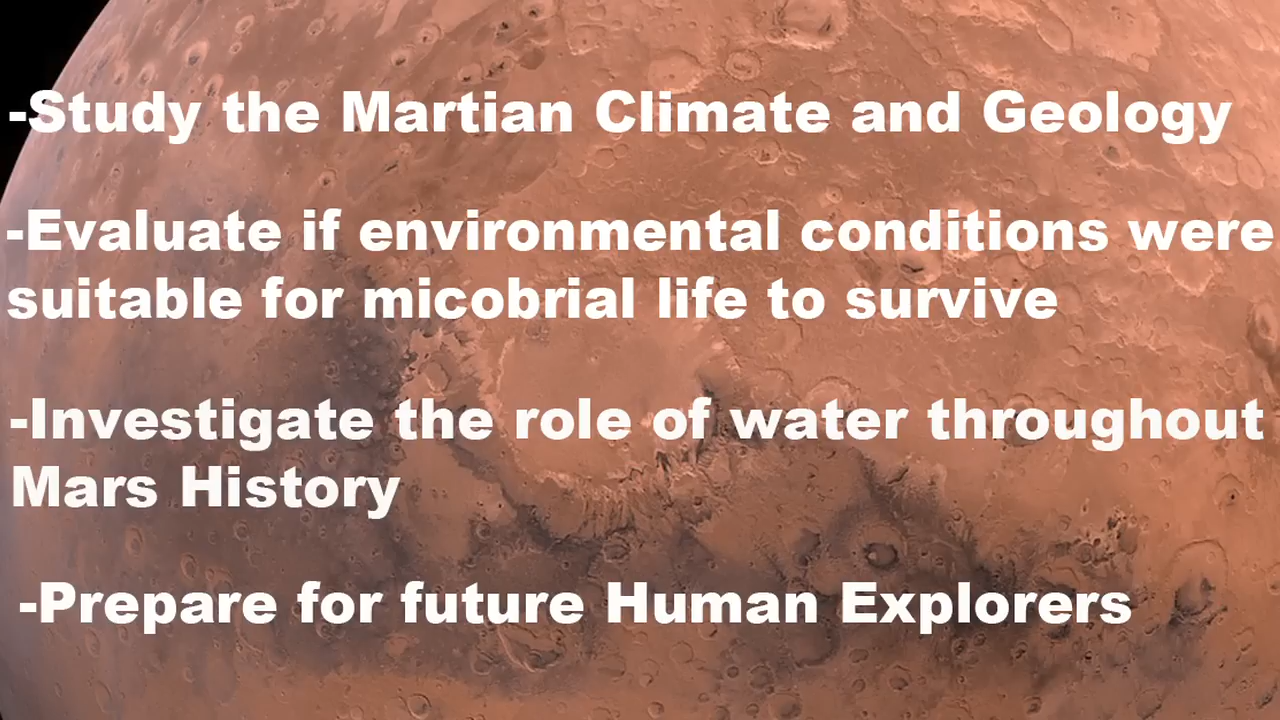 -Study the Martian Climate and Geology
-Evaluate if environmental conditions were
suitable for micobrial life to survive
-Investigate the role of water throughout
Mars History
-Prepare for future Human Explorers